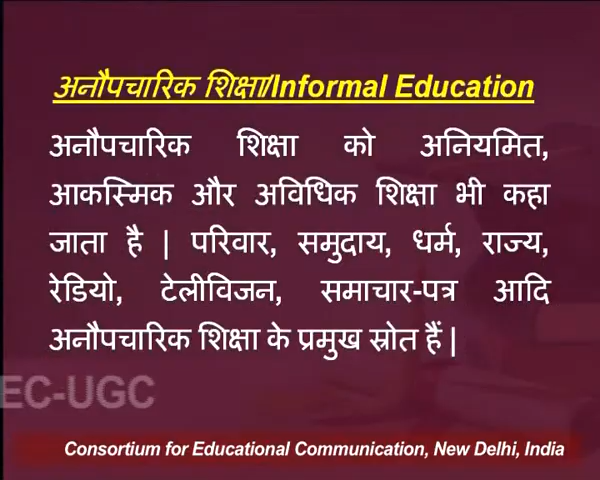 अनौपचारिक शिक्षा/Informal Education
अनौपचारिक शिक्षा को अनियमित,
आकस्मिक और अविधिक शिक्षा भी कहा
जाता है | परिवार, समुदाय, धर्म, राज्य,
रेडियो, टेलीविजन, समाचार-पत्र आदि
अनौपचारिक शिक्षा के प्रमुख स्रोत हैं |
EC-UGC
Consortium for Educational Communication, New Delhi, India